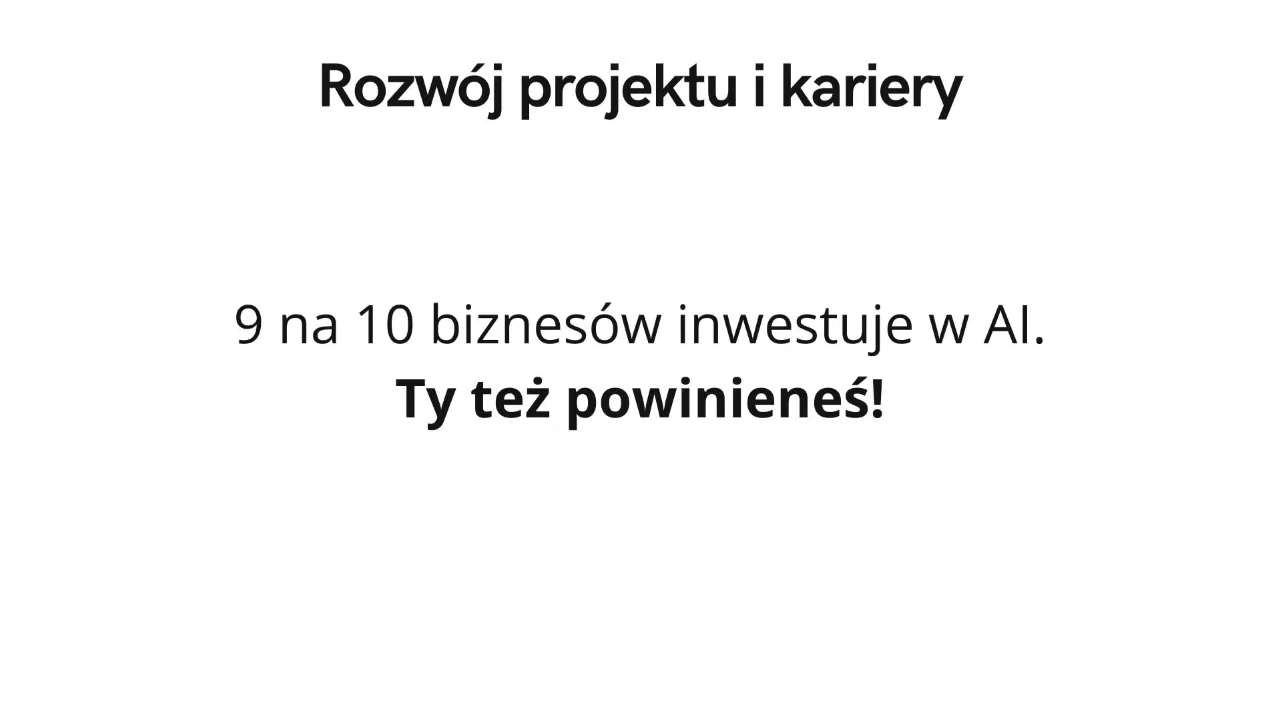 Rozwój projektu i kariery
9 na 10 biznesów inwestuje w AI.
Ty też powinieneś!